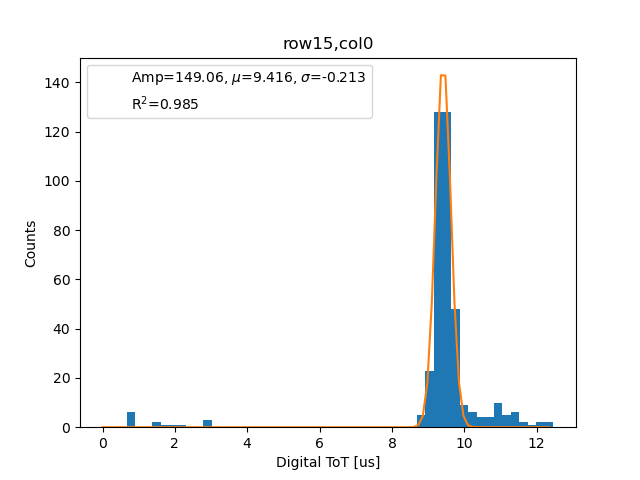 row15,col0
Amp=149.06, μ=9.416, σ=-0.213
R²=0.985
140
120
100
80
60
40
20
0
Counts
0 2 4 6 8 10 12
Digital ToT [us]